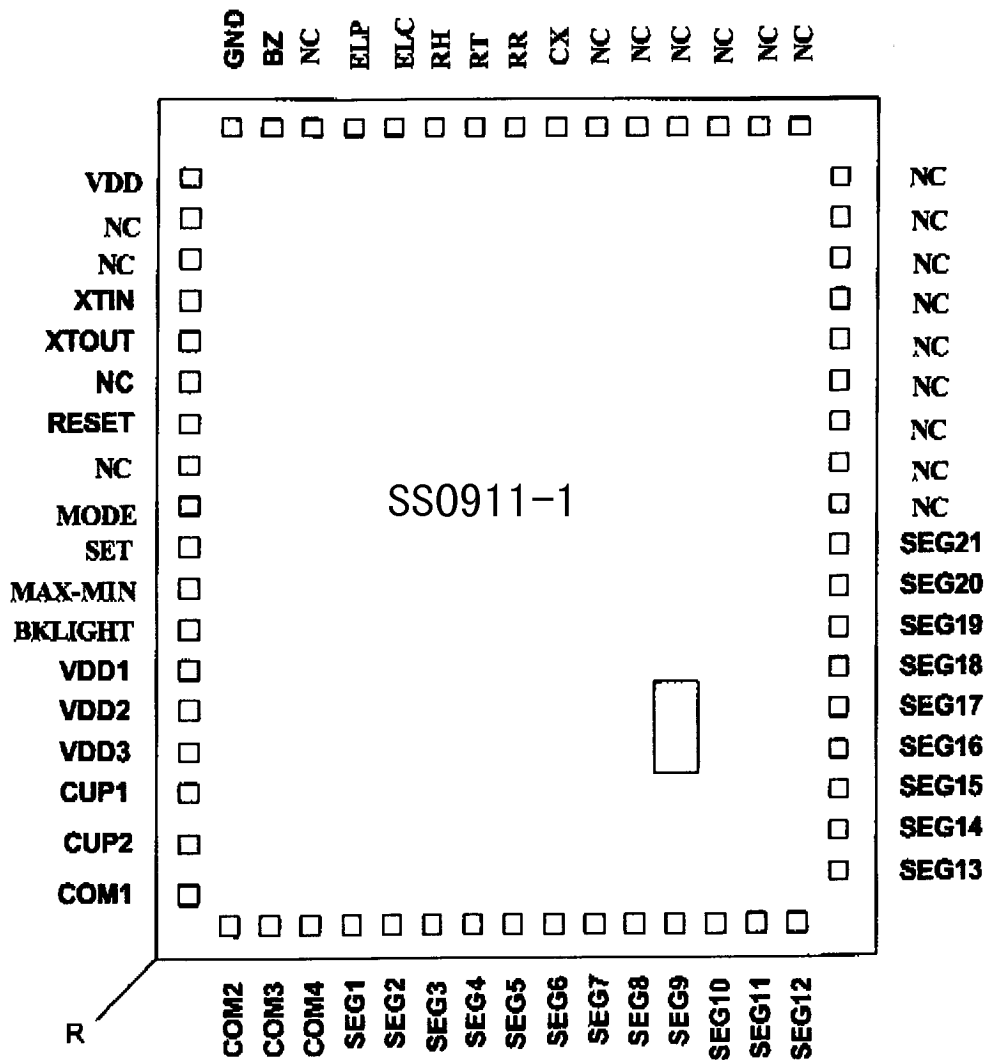 GND BZ NC ELP ELC RH RT RR CX NC NC NC NC NC NC
VDD
NC
NC
XTIN
XTOUT
NC
RESET
NC
MODE
SET
MAX-MIN
BKLIGHT
VDD1
VDD2
VDD3
CUP1
CUP2
COM1
SSO911-1
NC
NC
NC
NC
NC
NC
NC
NC
NC
SEG21
SEG20
SEG19
SEG18
SEG17
SEG16
SEG15
SEG14
SEG13
R
COM2 COM3 COM4 SEG1 SEG2 SEG3 SEG4 SEG5 SEG6 SEG7 SEG8 SEG9 SEG10 SEG11 SEG12